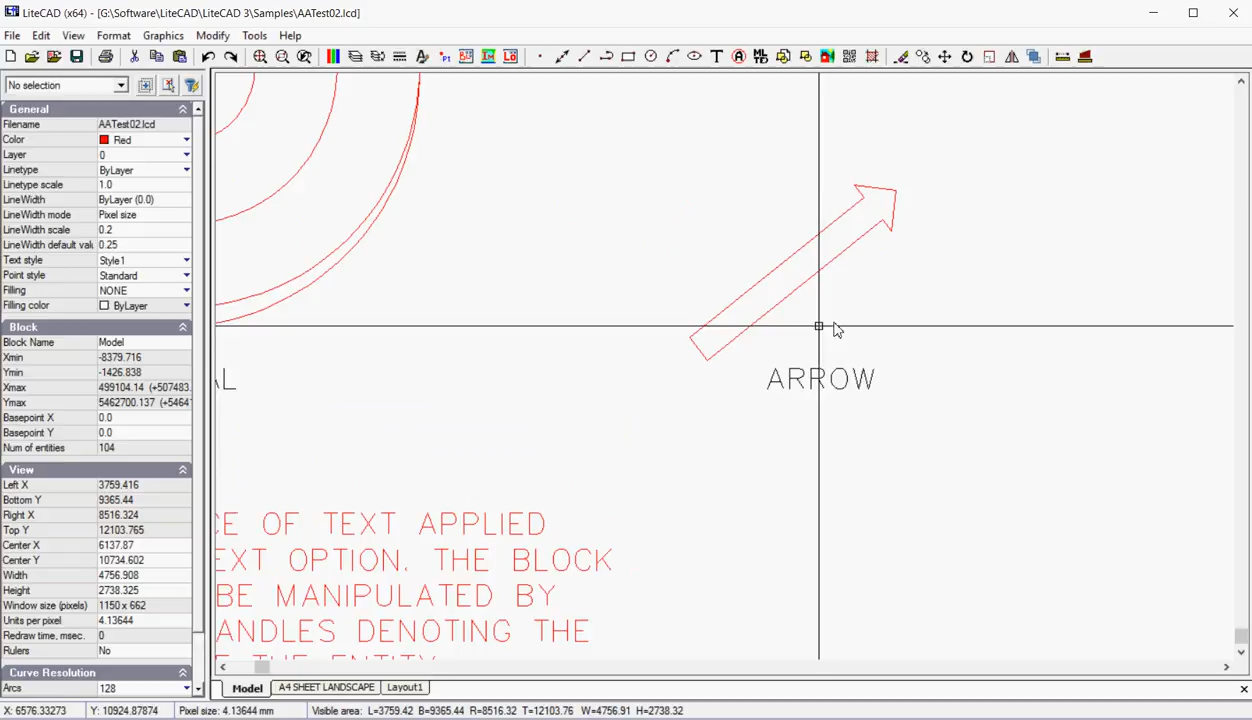 LiteCAD (x64) - [G:\Software\LiteCAD\LiteCAD 3\Samples\AATest02.lcd]
File Edit View Format Graphics Modify Tools Help
No selection
General
Filename AATest02.lcd
Color Red
Layer 0
Linetype ByLayer
Linetype scale 1.0
LineWidth ByLayer (0.0)
LineWidth mode Pixel size
LineWidth scale 0.2
LineWidth default valu 0.25
Text style Style1
Point style Standard
Filling NONE
Filling color ByLayer
Block
Block Name Model
Xmin -8379.716
Ymin -1426.838
Xmax 499104.14 (+507483.
Ymax 5462700.137 (+5464
Basepoint X 0.0
Basepoint Y 0.0
Num of entities 104
View
Left X 3759.416
Bottom Y 9365.44
Right X 8516.324
Top Y 12103.765
Center X 6137.87
Center Y 10734.602
Width 4756.908
Height 2738.325
Window size (pixels) 1150 x 662
Units per pixel 4.13644
Redraw time, msec. 0
Rulers No
Curve Resolution
Arcs 128
AL
ARROW
CE OF TEXT APPLIED
EXT OPTION. THE BLOCK
BE MANIPULATED BY
ANDLES DENOTING THE
E THE ENTITY
Model A4 SHEET LANDSCAPE Layout1
X: 6576.33273 Y: 10924.87874 Pixel size: 4.13644 mm Visible area: L=3759.42 B=9365.44 R=8516.32 T=12103.76 W=4756.91 H=2738.32